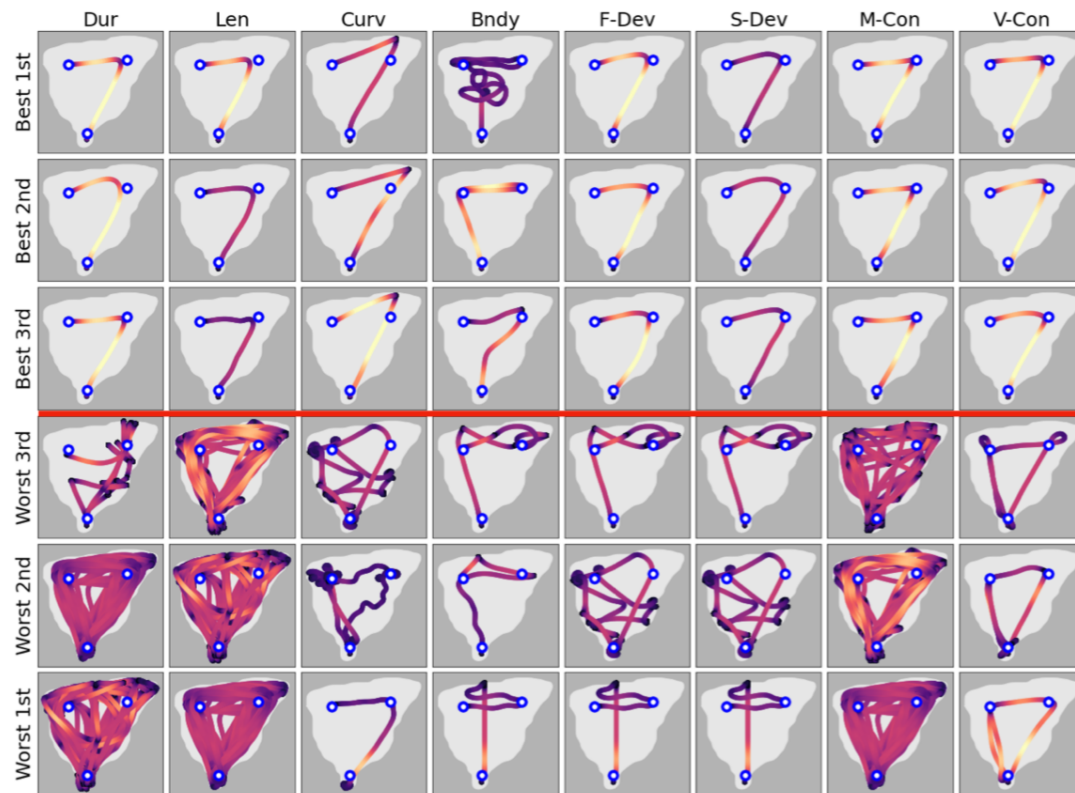 Dur Len Curv Bndy F-Dev S-Dev M-Con V-Con
Best 1st
Best 2nd
Best 3rd
Worst 3rd
Worst 2nd
Worst 1st